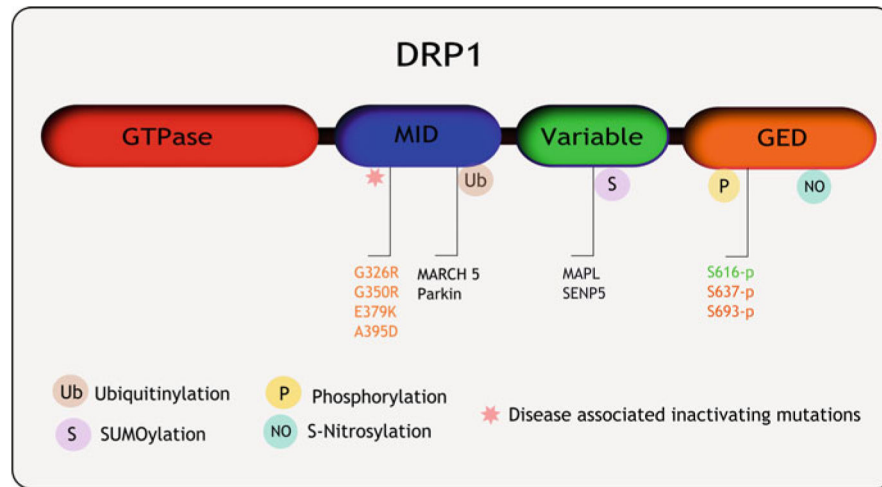 DRP1
GTPase
MID
Variable
GED
Ub
S
P
NO
G326R
G350R
E379K
A395D
MARCH 5
Parkin
MAPL
SENP5
S616-p
S637-p
S693-p
Ub Ubiquitinylation
P Phosphorylation
S SUMOylation
NO S-Nitrosylation
Disease associated inactivating mutations